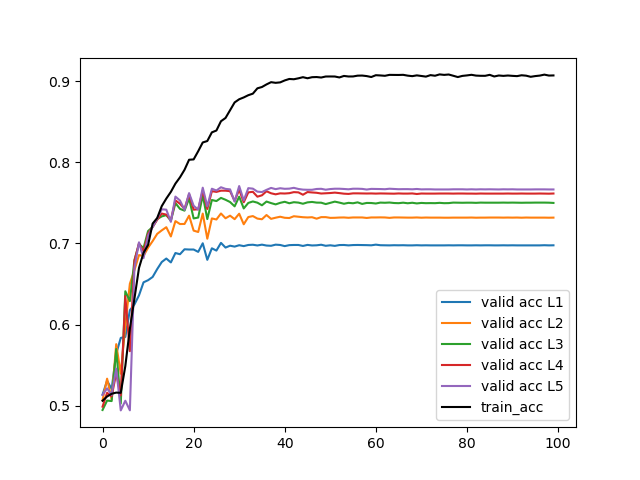 0.9
0.8
0.7
0.6
0.5
0 20 40 60 80 100
valid acc L1
valid acc L2
valid acc L3
valid acc L4
valid acc L5
train_acc